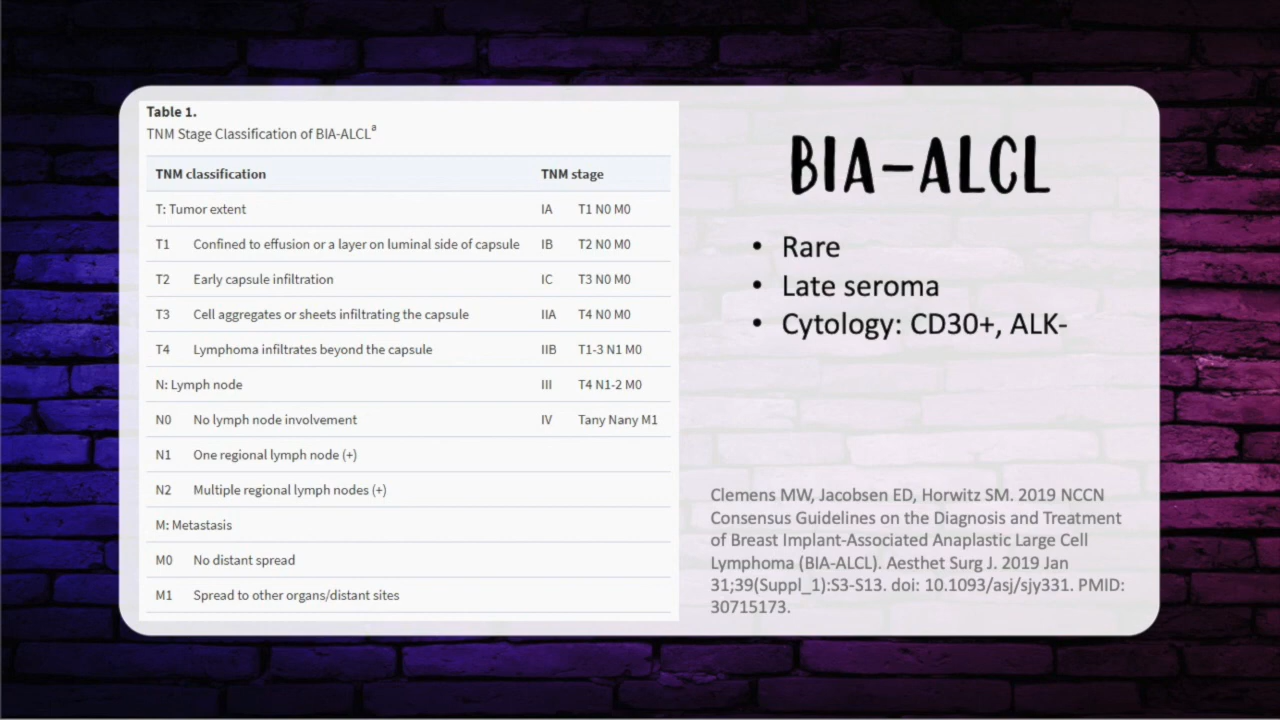 Table 1.
TNM Stage Classification of BIA-ALCLa
TNM classification TNM stage
T: Tumor extent IA T1 N0 M0
T1 Confined to effusion or a layer on luminal side of capsule IB T2 N0 M0
T2 Early capsule infiltration IC T3 N0 M0
T3 Cell aggregates or sheets infiltrating the capsule IIA T4 N0 M0
T4 Lymphoma infiltrates beyond the capsule IIB T1-3 N1 M0
N: Lymph node III T4 N1-2 M0
N0 No lymph node involvement IV Tany Nany M1
N1 One regional lymph node (+)
N2 Multiple regional lymph nodes (+)
M: Metastasis
M0 No distant spread
M1 Spread to other organs/distant sites
BIA-ALCL
• Rare
• Late seroma
• Cytology: CD30+, ALK-
Clemens MW, Jacobsen ED, Horwitz SM. 2019 NCCN
Consensus Guidelines on the Diagnosis and Treatment
of Breast Implant-Associated Anaplastic Large Cell
Lymphoma (BIA-ALCL). Aesthet Surg J. 2019 Jan
31;39(Suppl_1):S3-S13. doi: 10.1093/asj/sjy331. PMID:
30715173.